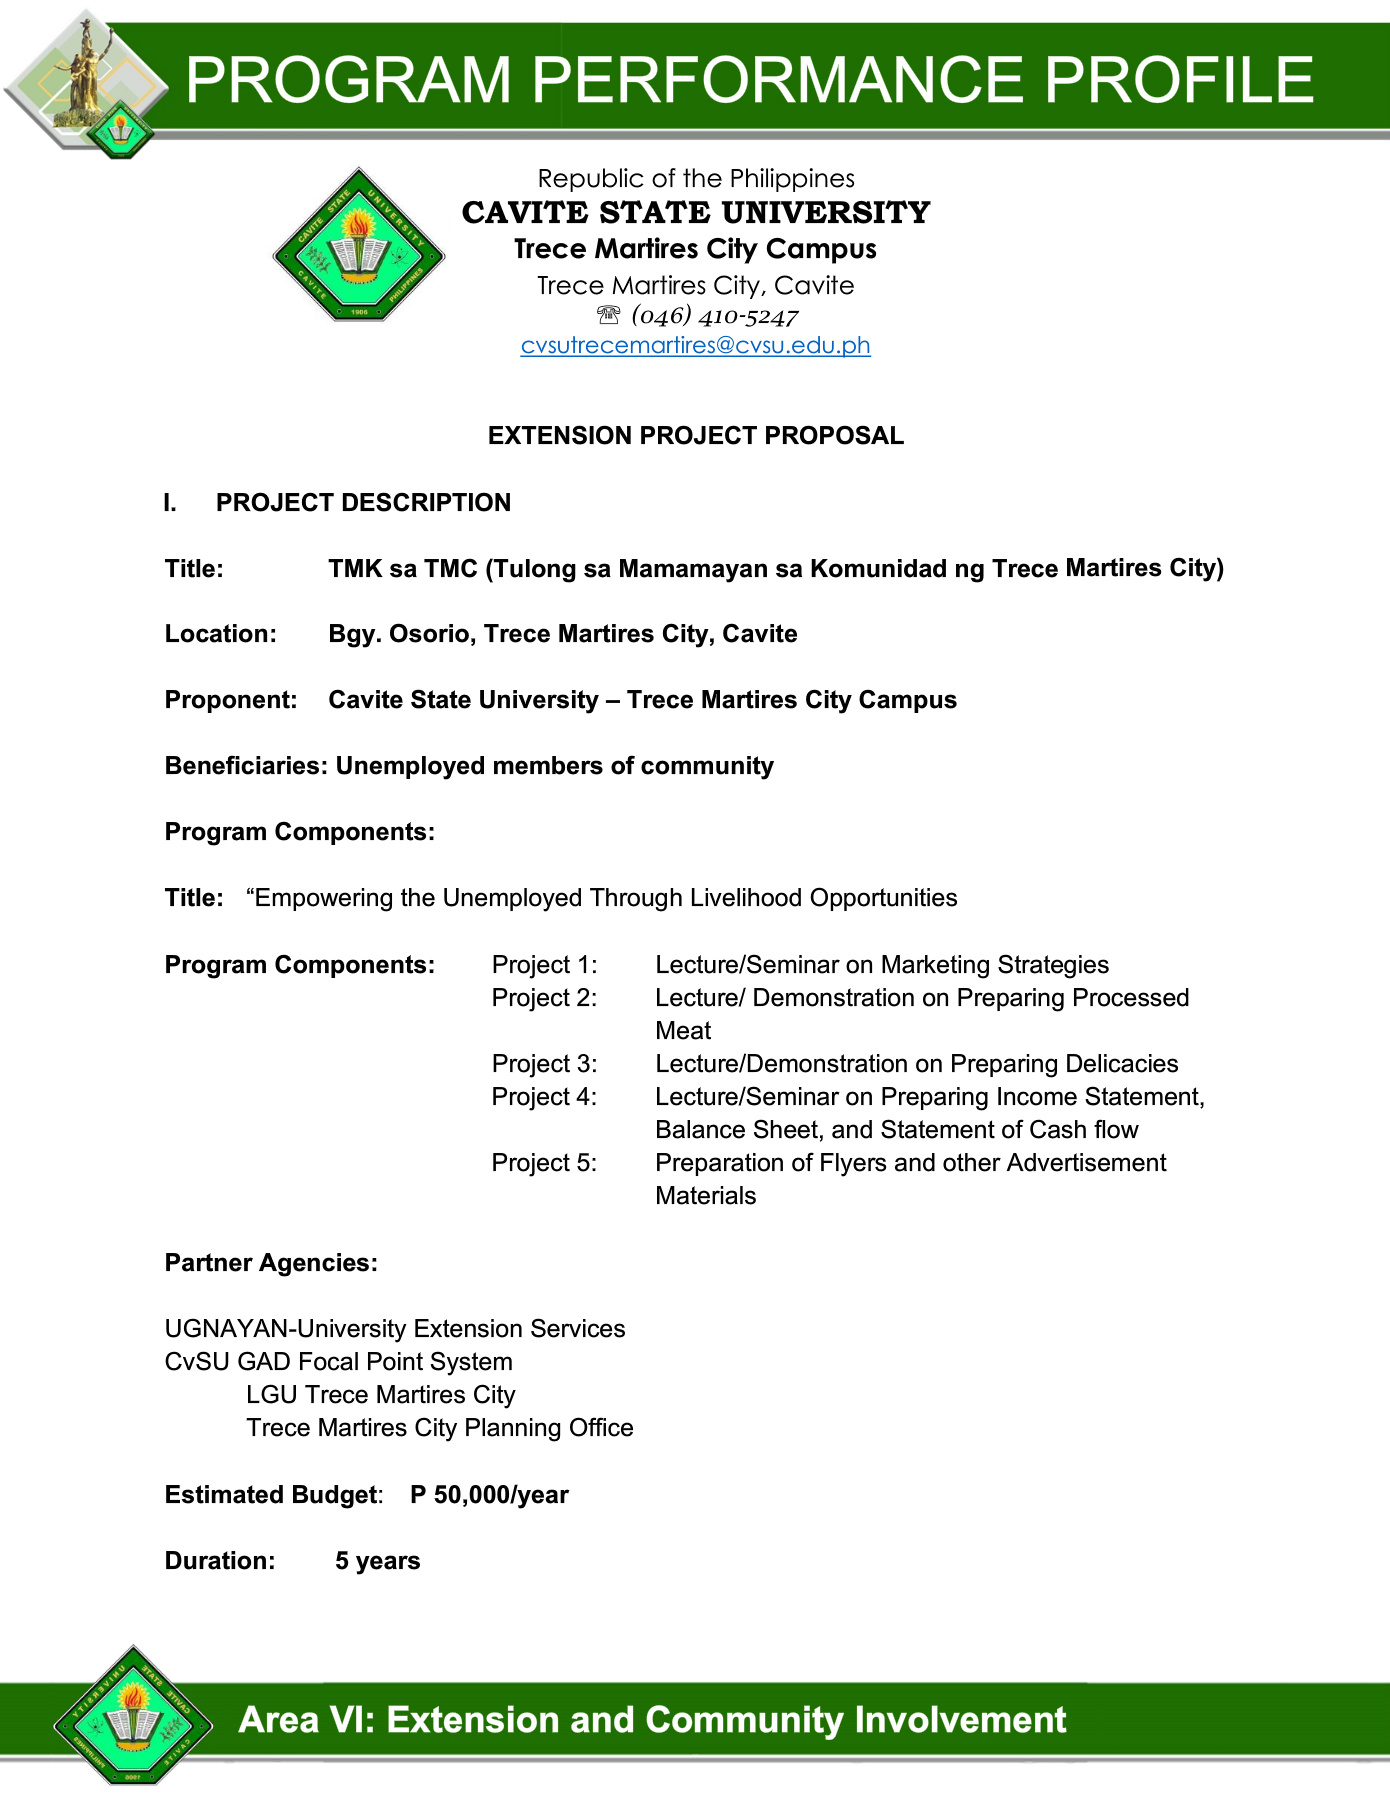 PROGRAM PERFORMANCE PROFILE
Republic of the Philippines
CAVITE STATE UNIVERSITY
Trece Martires City Campus
Trece Martires City, Cavite
☏ (046) 410-5247
cvsutrecemartires@cvsu.edu.ph
CAVITE STATE UNIVERSITY
CAVITE PHILIPPINES
1906
EXTENSION PROJECT PROPOSAL
I. PROJECT DESCRIPTION
Title: TMK sa TMC (Tulong sa Mamamayan sa Komunidad ng Trece Martires City)
Location: Bgy. Osorio, Trece Martires City, Cavite
Proponent: Cavite State University – Trece Martires City Campus
Beneficiaries: Unemployed members of community
Program Components:
Title: “Empowering the Unemployed Through Livelihood Opportunities
Program Components: Project 1: Lecture/Seminar on Marketing Strategies
Project 2: Lecture/ Demonstration on Preparing Processed
Meat
Project 3: Lecture/Demonstration on Preparing Delicacies
Project 4: Lecture/Seminar on Preparing Income Statement,
Balance Sheet, and Statement of Cash flow
Project 5: Preparation of Flyers and other Advertisement
Materials
Partner Agencies:
UGNAYAN-University Extension Services
CvSU GAD Focal Point System
LGU Trece Martires City
Trece Martires City Planning Office
Estimated Budget: P 50,000/year
Duration: 5 years
CAVITE STATE UNIVERSITY
CAVITE PHILIPPINES
1906
Area VI: Extension and Community Involvement